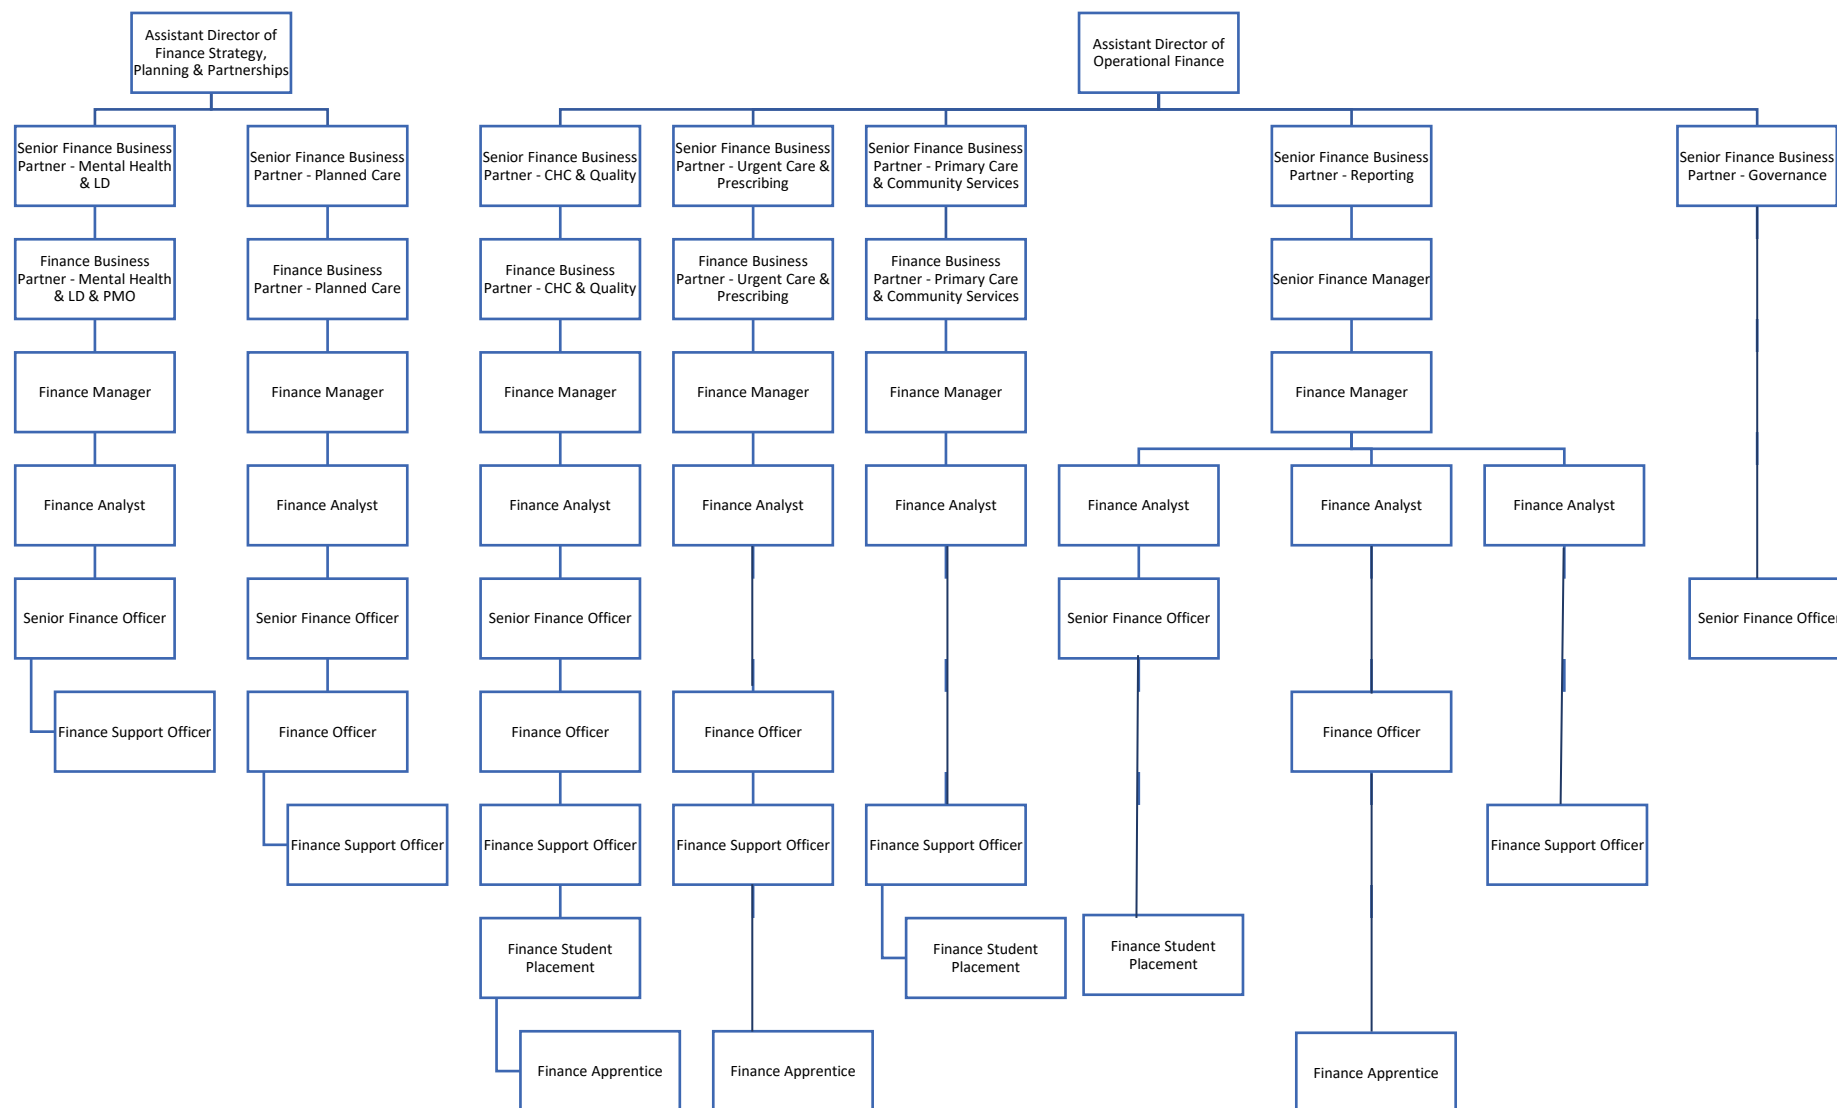 Assistant Director of
Finance Strategy,
Planning & Partnerships
Assistant Director of
Operational Finance
Senior Finance Business
Partner - Mental Health
& LD
Senior Finance Business
Partner - Planned Care
Senior Finance Business
Partner - CHC & Quality
Senior Finance Business
Partner - Urgent Care &
Prescribing
Senior Finance Business
Partner - Primary Care
& Community Services
Senior Finance Business
Partner - Reporting
Senior Finance Business
Partner - Governance
Finance Business
Partner - Mental Health
& LD & PMO
Finance Business
Partner - Planned Care
Finance Business
Partner - CHC & Quality
Finance Business
Partner - Urgent Care &
Prescribing
Finance Business
Partner - Primary Care
& Community Services
Senior Finance Manager
Finance Manager
Finance Manager
Finance Manager
Finance Manager
Finance Manager
Finance Manager
Finance Analyst
Finance Analyst
Finance Analyst
Finance Analyst
Finance Analyst
Finance Analyst
Finance Analyst
Finance Analyst
Senior Finance Officer
Senior Finance Officer
Senior Finance Officer
Senior Finance Officer
Senior Finance Officer
Finance Support Officer
Finance Officer
Finance Officer
Finance Officer
Finance Officer
Finance Support Officer
Finance Support Officer
Finance Support Officer
Finance Support Officer
Finance Support Officer
Finance Student
Placement
Finance Student
Placement
Finance Student
Placement
Finance Apprentice
Finance Apprentice
Finance Apprentice